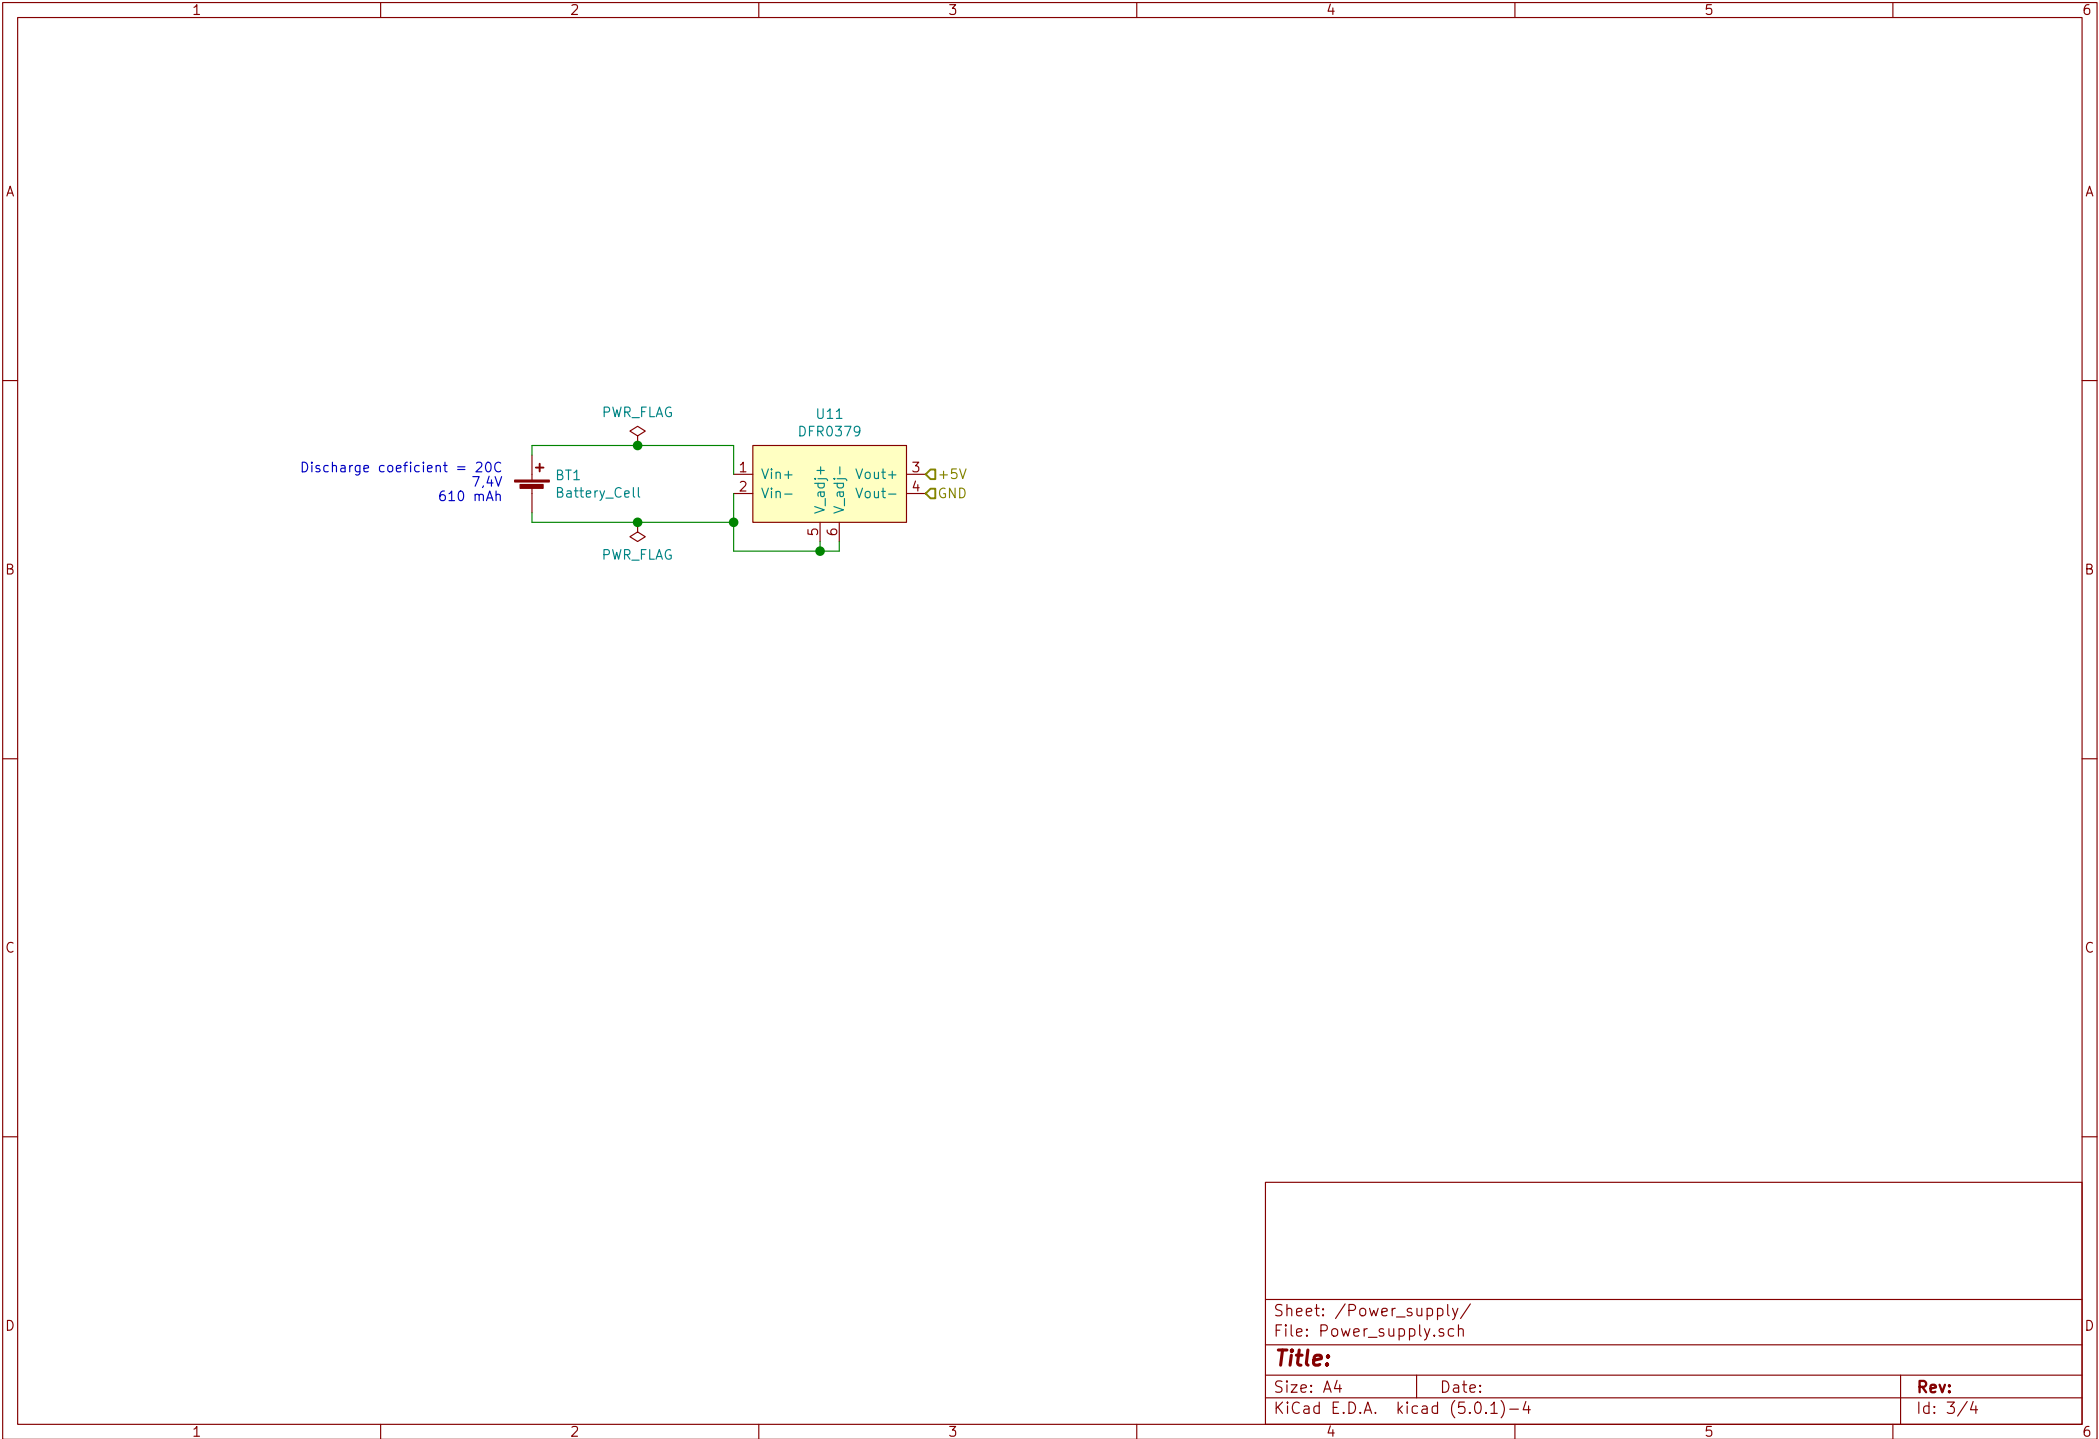 1 2 3 4 5 6
A A
PWR_FLAG
U11
DFR0379
Discharge coeficient = 20C
7,4V
610 mAh
+
BT1
Battery_Cell
1 Vin+ Vout+ 3 +5V
2 Vin- Vout- 4 GND
V_adj+ V_adj-
5 6
PWR_FLAG
B B
C C
Sheet: /Power_supply/
File: Power_supply.sch
D D
Title:
Size: A4 Date: Rev:
KiCad E.D.A. kicad (5.0.1)-4 Id: 3/4
1 2 3 4 5 6